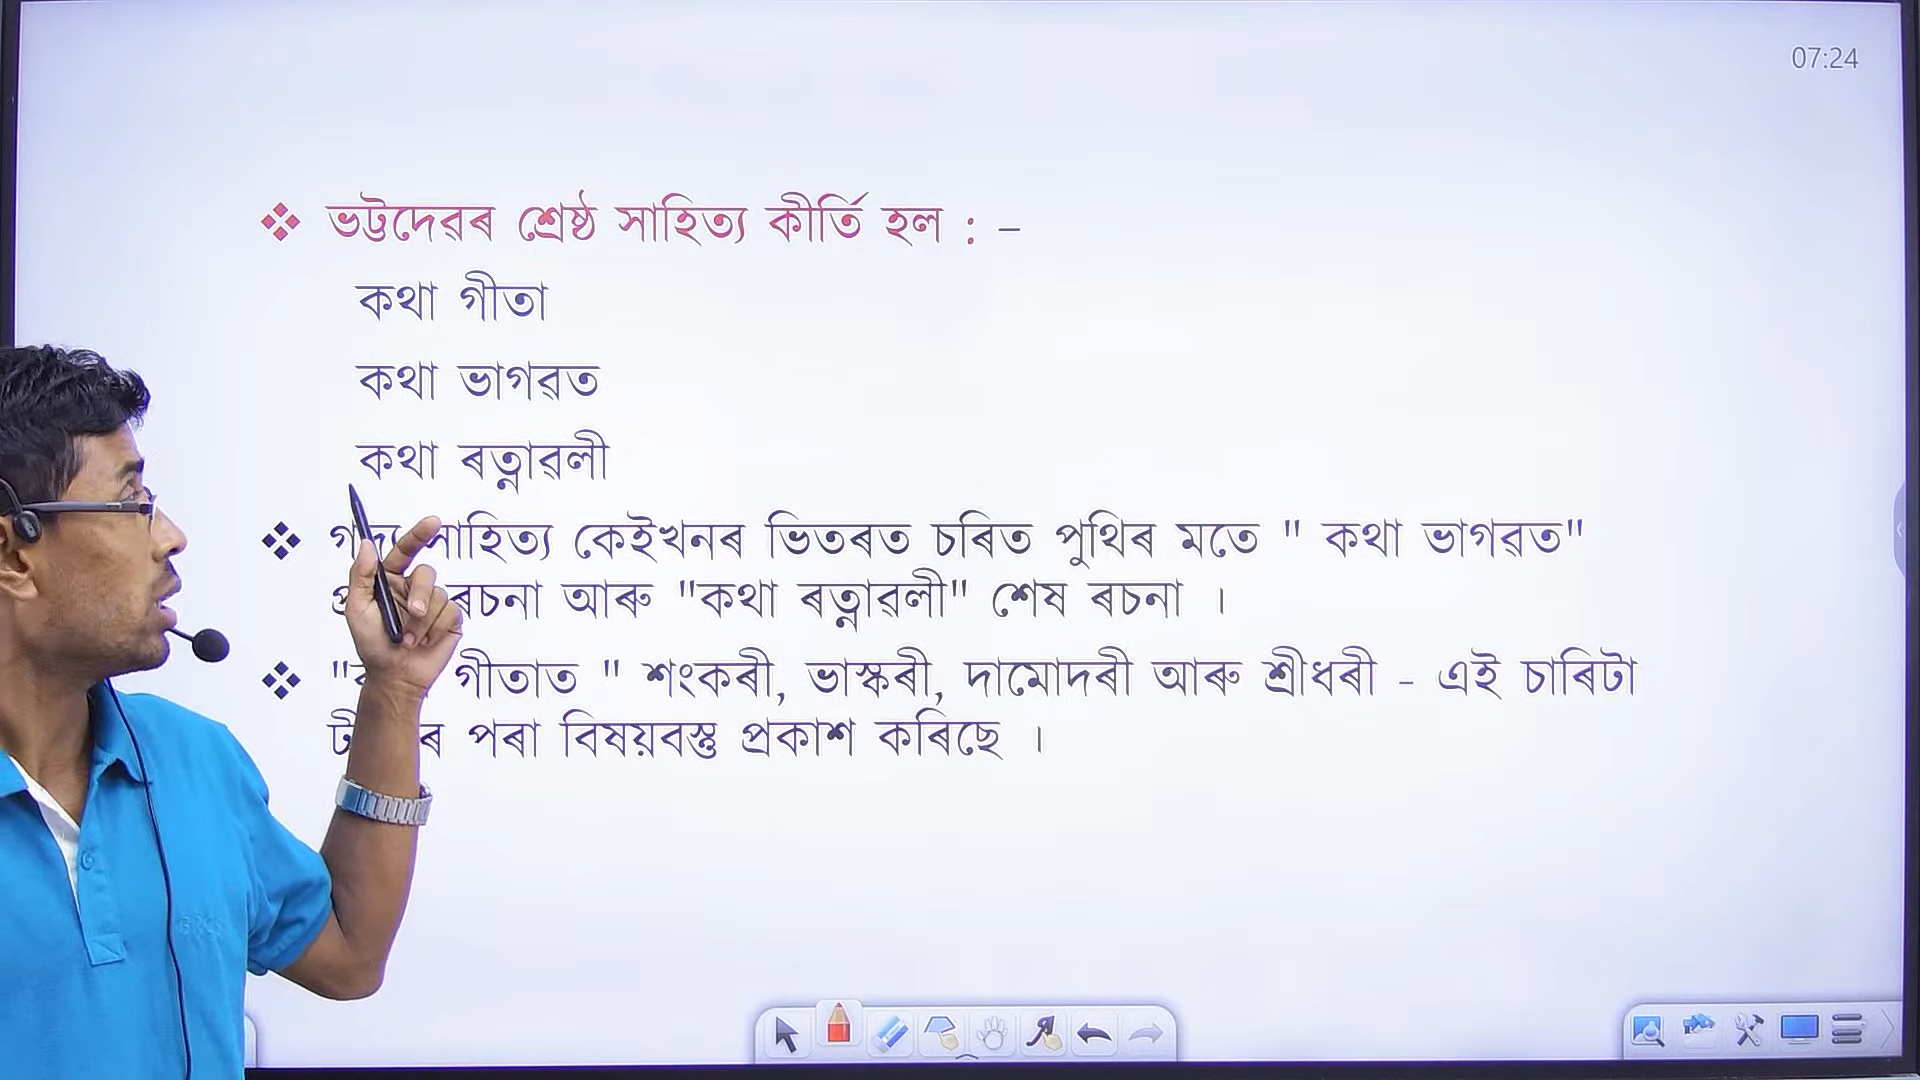 07:24
❖ ভট্টদেৱৰ শ্ৰেষ্ঠ সাহিত্য কীৰ্তি হল : –
কথা গীতা
কথা ভাগৱত
কথা ৰত্নাৱলী
❖ সাহিত্য কেইখনৰ ভিতৰত চৰিত পুথিৰ মতে " কথা ভাগৱত"
ৰচনা আৰু "কথা ৰত্নাৱলী" শেষ ৰচনা ।
❖ গীতাত " শংকৰী, ভাস্কৰী, দামোদৰী আৰু শ্ৰীধৰী - এই চাৰিটা
পৰা বিষয়বস্তু প্ৰকাশ কৰিছে ।